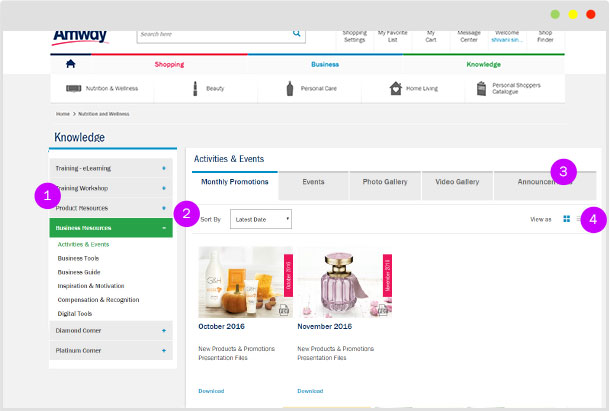 Amway
Search here
Shopping Settings
My Favorite List
My Cart
Message Center
Welcome shivani sin...
Shop Finder
Shopping
Business
Knowledge
Nutrition & Wellness
Beauty
Personal Care
Home Living
Personal Shoppers Catalogue
Home > Nutrition and Wellness
Knowledge
Training - eLearning +
Training Workshop +
Product Resources +
Business Resources –
Activities & Events
Business Tools
Business Guide
Inspiration & Motivation
Compensation & Recognition
Digital Tools
Diamond Corner +
Platinum Corner +
1
2
3
4
Activities & Events
Monthly Promotions
Events
Photo Gallery
Video Gallery
Sort By
Latest Date
View as
G&H
October 2016
November 2016
October 2016
November 2016
New Products & Promotions
Presentation Files
New Products & Promotions
Presentation Files
Download
Download